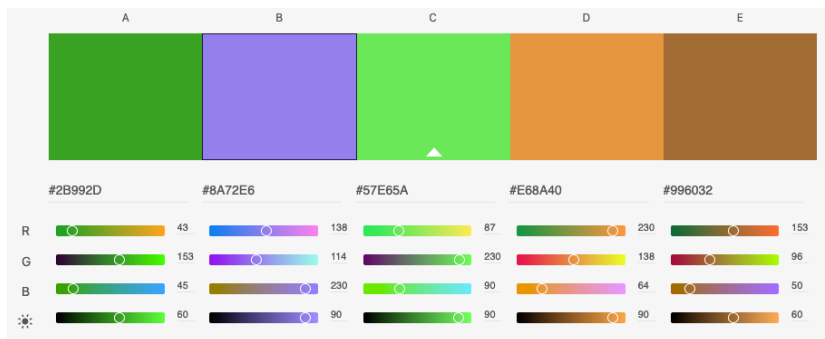 A B C D E
#2B992D #8A72E6 #57E65A #E68A40 #996032
R 43 138 87 230 153
G 153 114 230 138 96
B 45 230 90 64 50
60 90 90 90 60